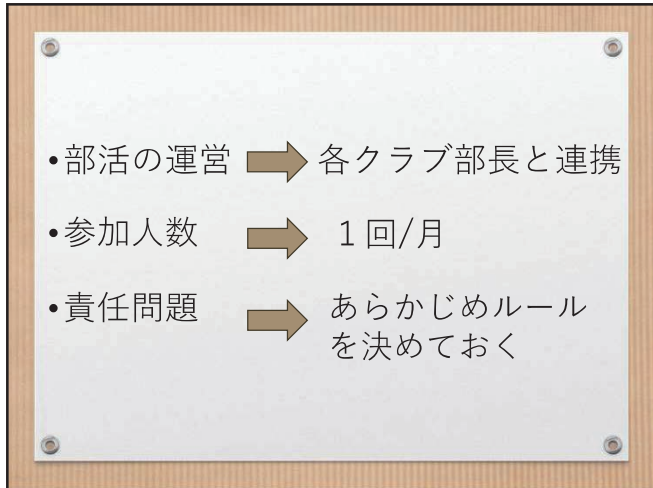 •部活の運営 各クラブ部長と連携
•参加人数 １回/月
•責任問題 あらかじめルール
を決めておく